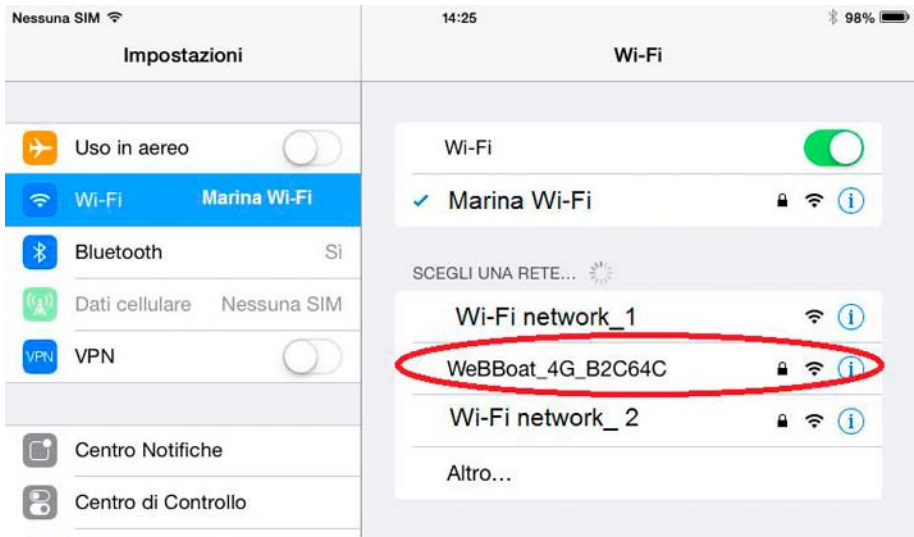 Nessuna SIM 14:25 98%
Impostazioni
Wi-Fi
Uso in aereo
Wi-Fi Marina Wi-Fi
Bluetooth Sì
Dati cellulare Nessuna SIM
VPN VPN
Centro Notifiche
Centro di Controllo
Wi-Fi
Marina Wi-Fi
SCEGLI UNA RETE...
Wi-Fi network_1
WeBBoat_4G_B2C64C
Wi-Fi network_ 2
Altro...